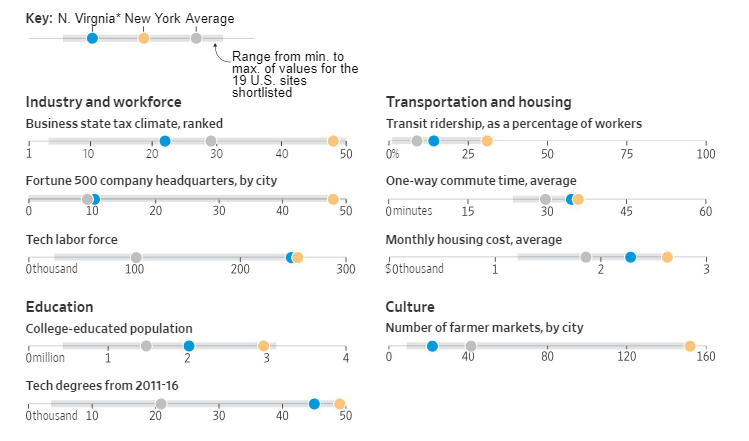 Key: N. Virgnia* New York Average
Range from min. to
max. of values for the
19 U.S. sites
shortlisted
Industry and workforce
Business state tax climate, ranked
1 10 20 30 40 50
Fortune 500 company headquarters, by city
0 10 20 30 40 50
Tech labor force
0thousand 100 200 300
Education
College-educated population
0million 1 2 3 4
Tech degrees from 2011-16
0thousand 10 20 30 40 50
Transportation and housing
Transit ridership, as a percentage of workers
0% 25 50 75 100
One-way commute time, average
0minutes 15 30 45 60
Monthly housing cost, average
$0thousand 1 2 3
Culture
Number of farmer markets, by city
0 40 80 120 160